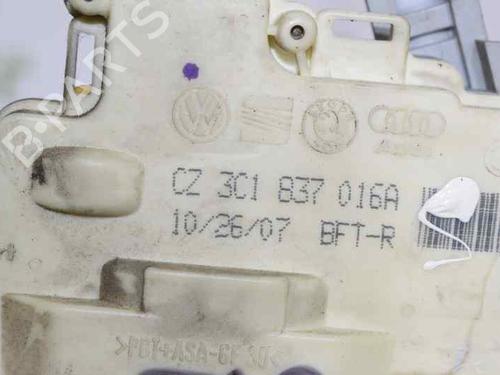 B-PARTS
CZ 3C1 837 016A
10/26/07 BFT-R
>PBT+ASA-GF30<